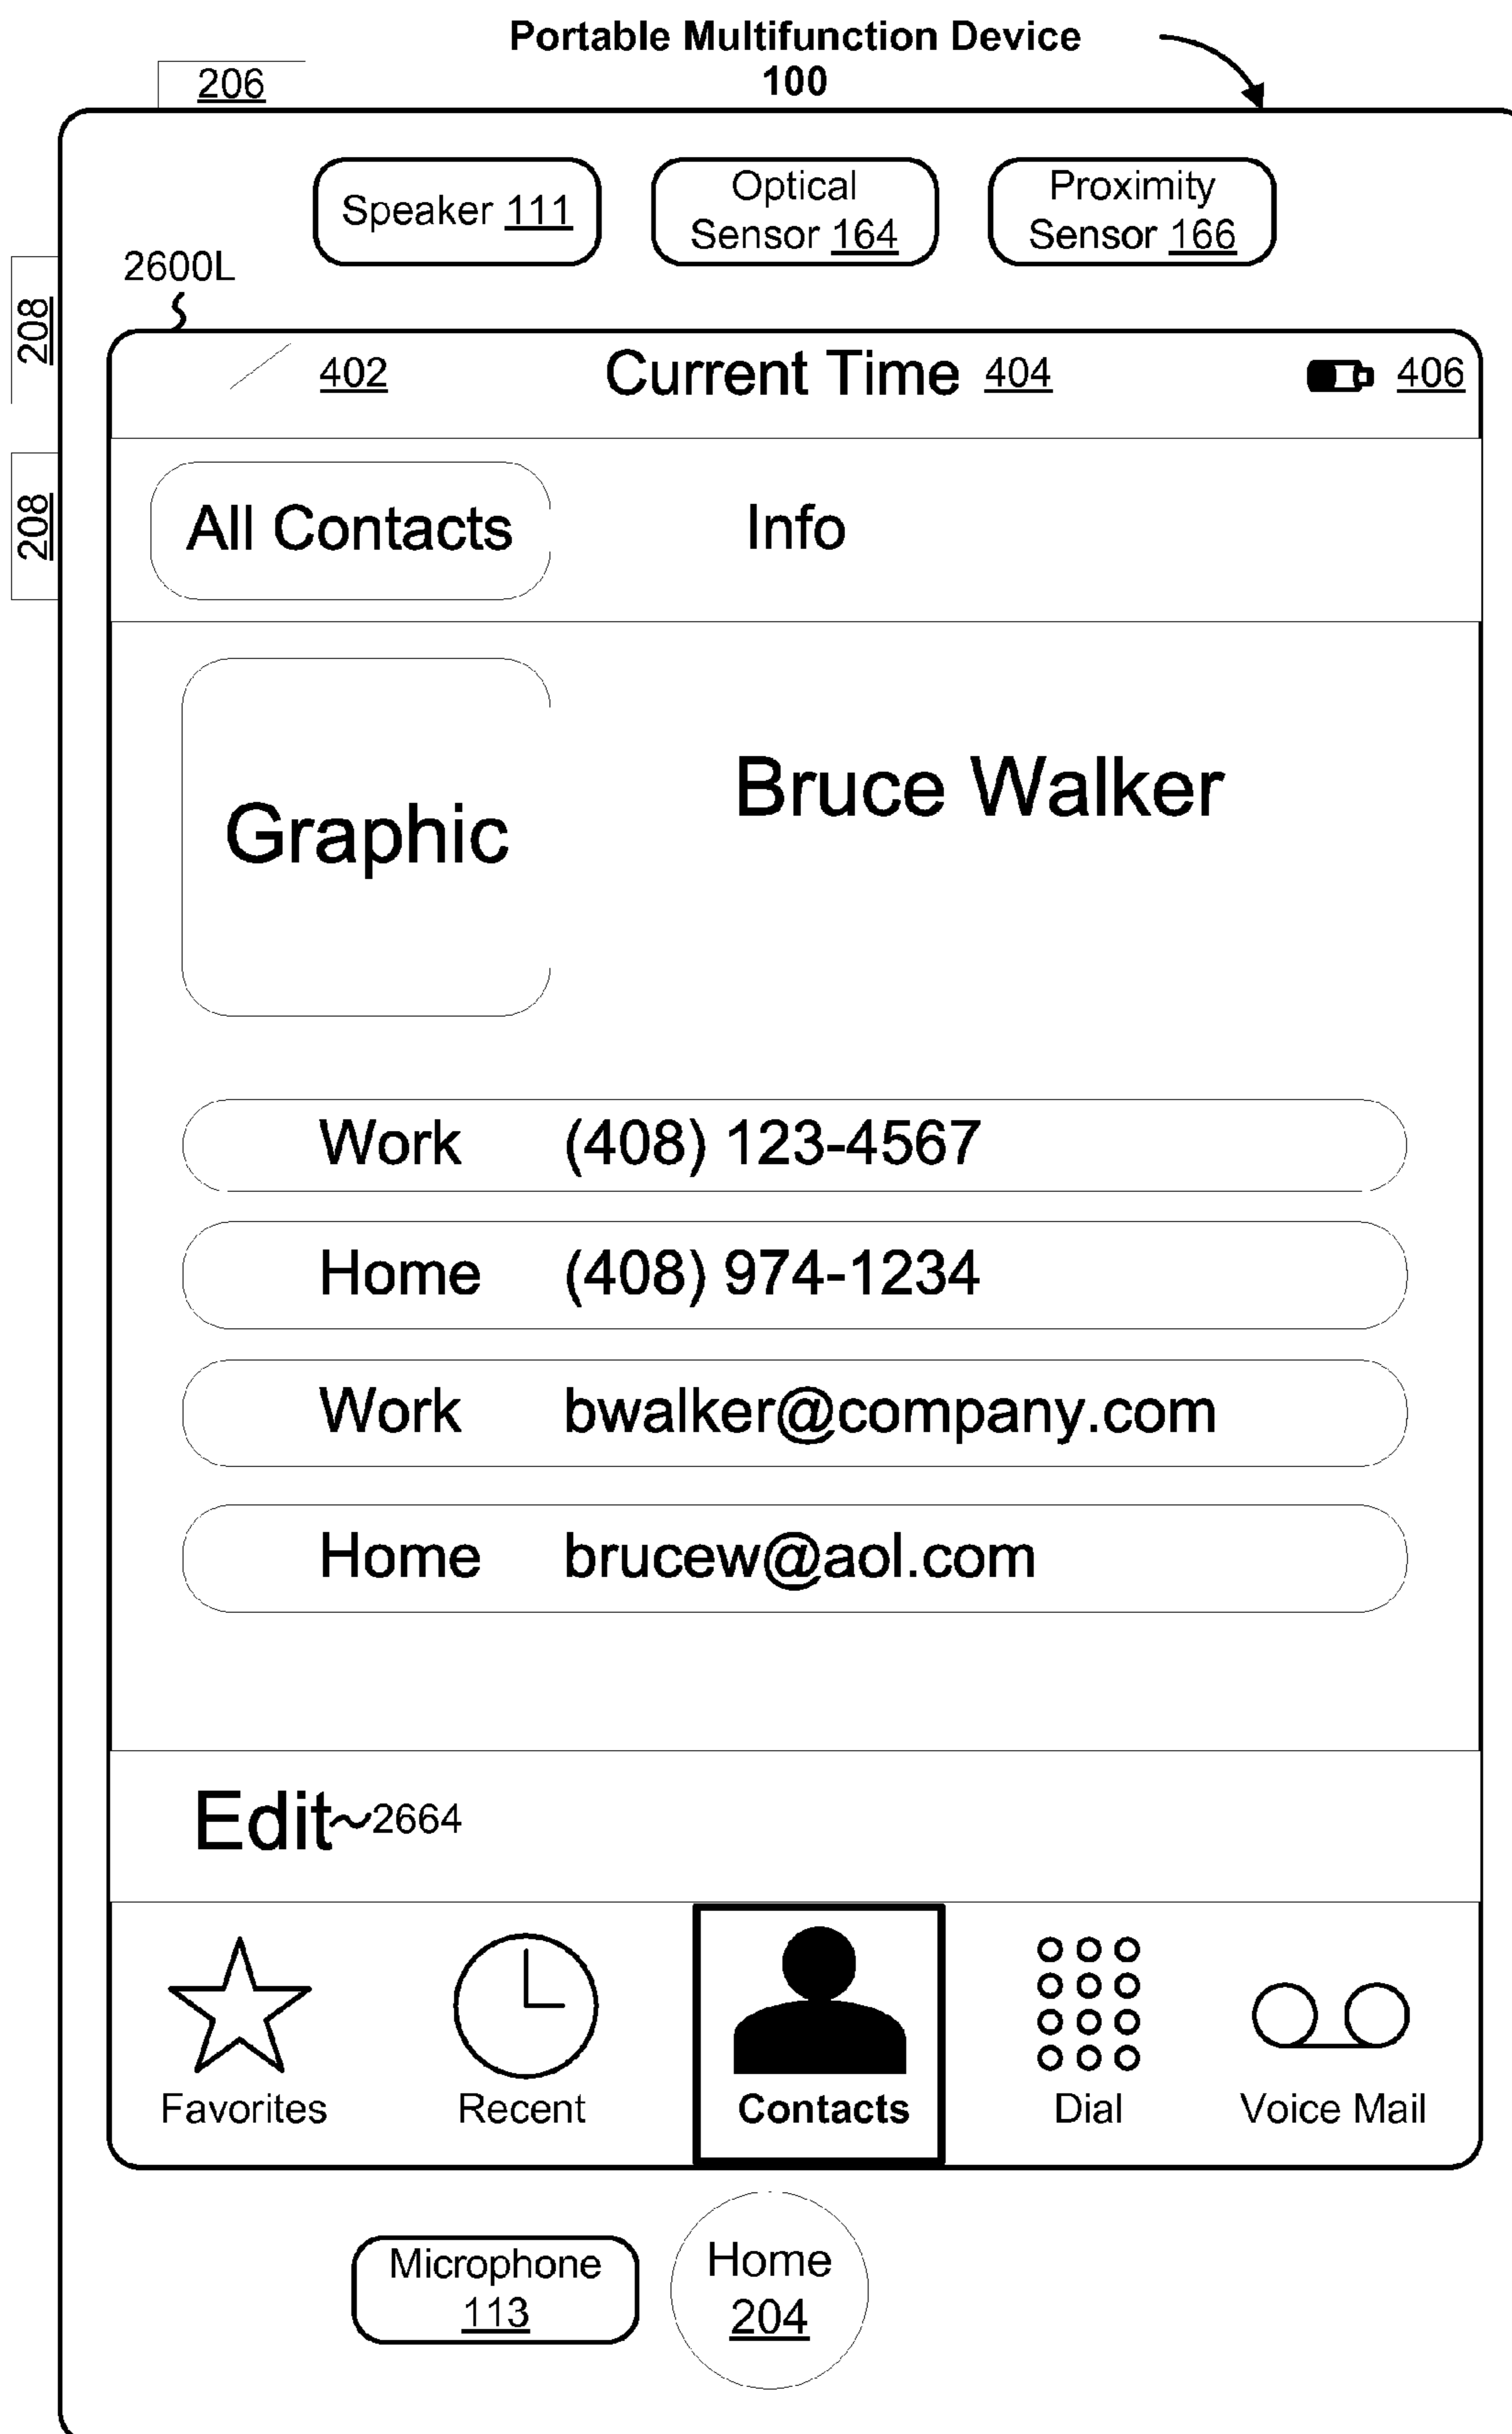 Portable Multifunction Device
100
206
Speaker 111
Optical
Sensor 164
Proximity
Sensor 166
2600L
208
402
Current Time 404
406
208
All Contacts
Info
Graphic
Bruce Walker
Work (408) 123-4567
Home (408) 974-1234
Work bwalker@company.com
Home brucew@aol.com
Edit~2664
Favorites
Recent
Contacts
Dial
Voice Mail
Microphone
113
Home
204